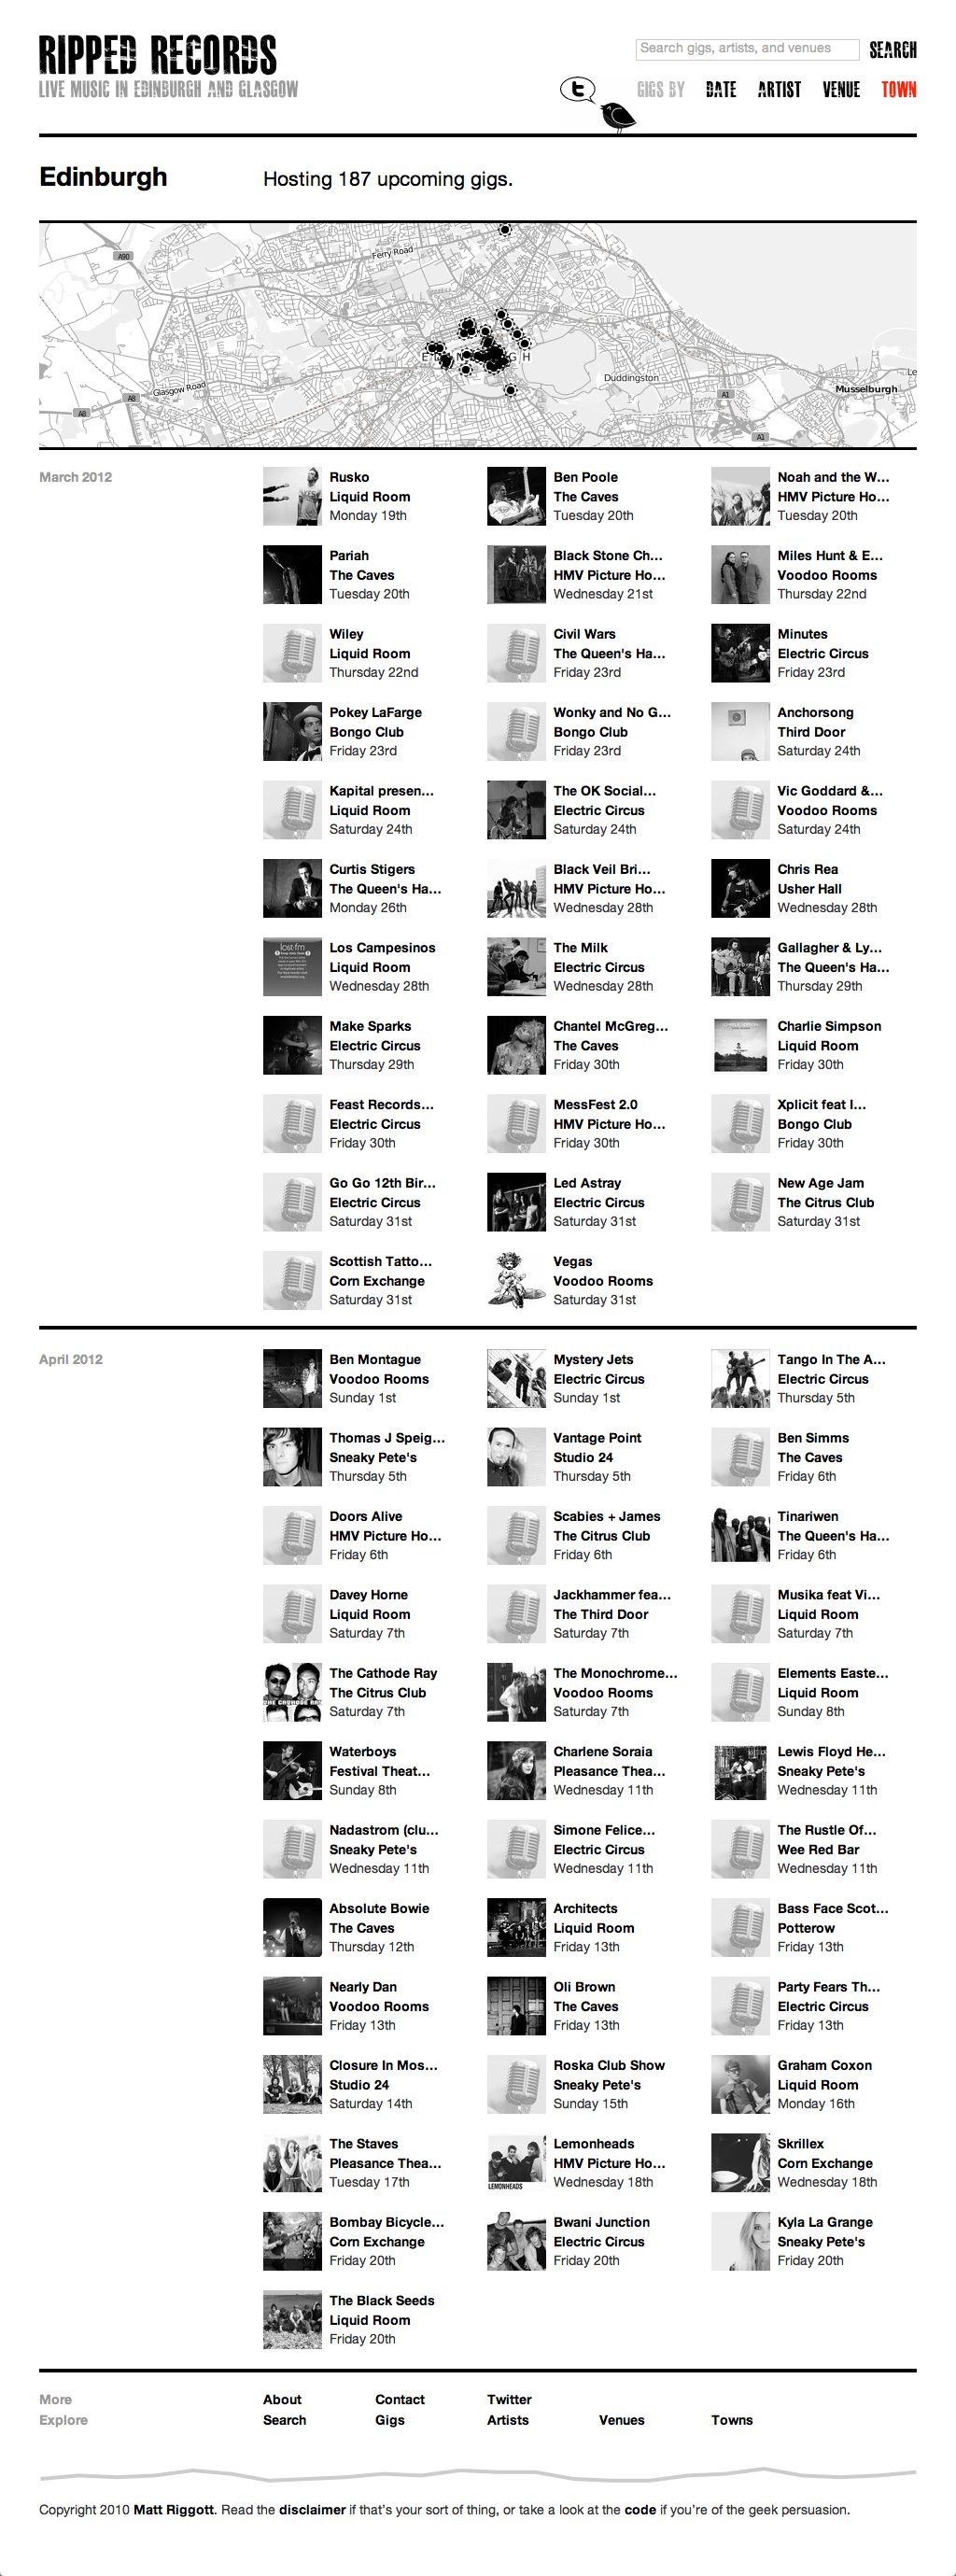 RIPPED RECORDS
LIVE MUSIC IN EDINBURGH AND GLASGOW
Search gigs, artists, and venues
SEARCH
GIGS BY DATE ARTIST VENUE TOWN
Edinburgh
Hosting 187 upcoming gigs.
A90
Ferry Road
Glasgow Road
A8
A8
Duddingston
A1
A1
Musselburgh
March 2012
Rusko
Liquid Room
Monday 19th
Ben Poole
The Caves
Tuesday 20th
Noah and the W...
HMV Picture Ho...
Tuesday 20th
Pariah
The Caves
Tuesday 20th
Black Stone Ch...
HMV Picture Ho...
Wednesday 21st
Miles Hunt & E...
Voodoo Rooms
Thursday 22nd
Wiley
Liquid Room
Thursday 22nd
Civil Wars
The Queen's Ha...
Friday 23rd
Minutes
Electric Circus
Friday 23rd
Pokey LaFarge
Bongo Club
Friday 23rd
Wonky and No G...
Bongo Club
Friday 23rd
Anchorsong
Third Door
Saturday 24th
Kapital presen...
Liquid Room
Saturday 24th
The OK Social...
Electric Circus
Saturday 24th
Vic Goddard &...
Voodoo Rooms
Saturday 24th
Curtis Stigers
The Queen's Ha...
Monday 26th
Black Veil Bri...
HMV Picture Ho...
Wednesday 28th
Chris Rea
Usher Hall
Wednesday 28th
lost.fm
Los Campesinos
Liquid Room
Wednesday 28th
The Milk
Electric Circus
Wednesday 28th
Gallagher & Ly...
The Queen's Ha...
Thursday 29th
Make Sparks
Electric Circus
Thursday 29th
Chantel McGreg...
The Caves
Friday 30th
Charlie Simpson
Liquid Room
Friday 30th
Feast Records...
Electric Circus
Friday 30th
MessFest 2.0
HMV Picture Ho...
Friday 30th
Xplicit feat I...
Bongo Club
Friday 30th
Go Go 12th Bir...
Electric Circus
Saturday 31st
Led Astray
Electric Circus
Saturday 31st
New Age Jam
The Citrus Club
Saturday 31st
Scottish Tatto...
Corn Exchange
Saturday 31st
Vegas
Voodoo Rooms
Saturday 31st
April 2012
Ben Montague
Voodoo Rooms
Sunday 1st
Mystery Jets
Electric Circus
Sunday 1st
Tango In The A...
Electric Circus
Thursday 5th
Thomas J Speig...
Sneaky Pete's
Thursday 5th
Vantage Point
Studio 24
Thursday 5th
Ben Simms
The Caves
Friday 6th
Doors Alive
HMV Picture Ho...
Friday 6th
Scabies + James
The Citrus Club
Friday 6th
Tinariwen
The Queen's Ha...
Friday 6th
Davey Horne
Liquid Room
Saturday 7th
Jackhammer fea...
The Third Door
Saturday 7th
Musika feat Vi...
Liquid Room
Saturday 7th
THE CATHODE RAY
The Cathode Ray
The Citrus Club
Saturday 7th
The Monochrome...
Voodoo Rooms
Saturday 7th
Elements Easte...
Liquid Room
Sunday 8th
Waterboys
Festival Theat...
Sunday 8th
Charlene Soraia
Pleasance Thea...
Wednesday 11th
Lewis Floyd He...
Sneaky Pete's
Wednesday 11th
Nadastrom (clu...
Sneaky Pete's
Wednesday 11th
Simone Felice...
Electric Circus
Wednesday 11th
The Rustle Of...
Wee Red Bar
Wednesday 11th
Absolute Bowie
The Caves
Thursday 12th
Architects
Liquid Room
Friday 13th
Bass Face Scot...
Potterow
Friday 13th
Nearly Dan
Voodoo Rooms
Friday 13th
Oli Brown
The Caves
Friday 13th
Party Fears Th...
Electric Circus
Friday 13th
Closure In Mos...
Studio 24
Saturday 14th
Roska Club Show
Sneaky Pete's
Sunday 15th
Graham Coxon
Liquid Room
Monday 16th
The Staves
Pleasance Thea...
Tuesday 17th
LEMONHEADS
Lemonheads
HMV Picture Ho...
Wednesday 18th
Skrillex
Corn Exchange
Wednesday 18th
Bombay Bicycle...
Corn Exchange
Friday 20th
Bwani Junction
Electric Circus
Friday 20th
Kyla La Grange
Sneaky Pete's
Friday 20th
The Black Seeds
Liquid Room
Friday 20th
More About Contact Twitter
Explore Search Gigs Artists Venues Towns
Copyright 2010 Matt Riggott. Read the disclaimer if that's your sort of thing, or take a look at the code if you're of the geek persuasion.